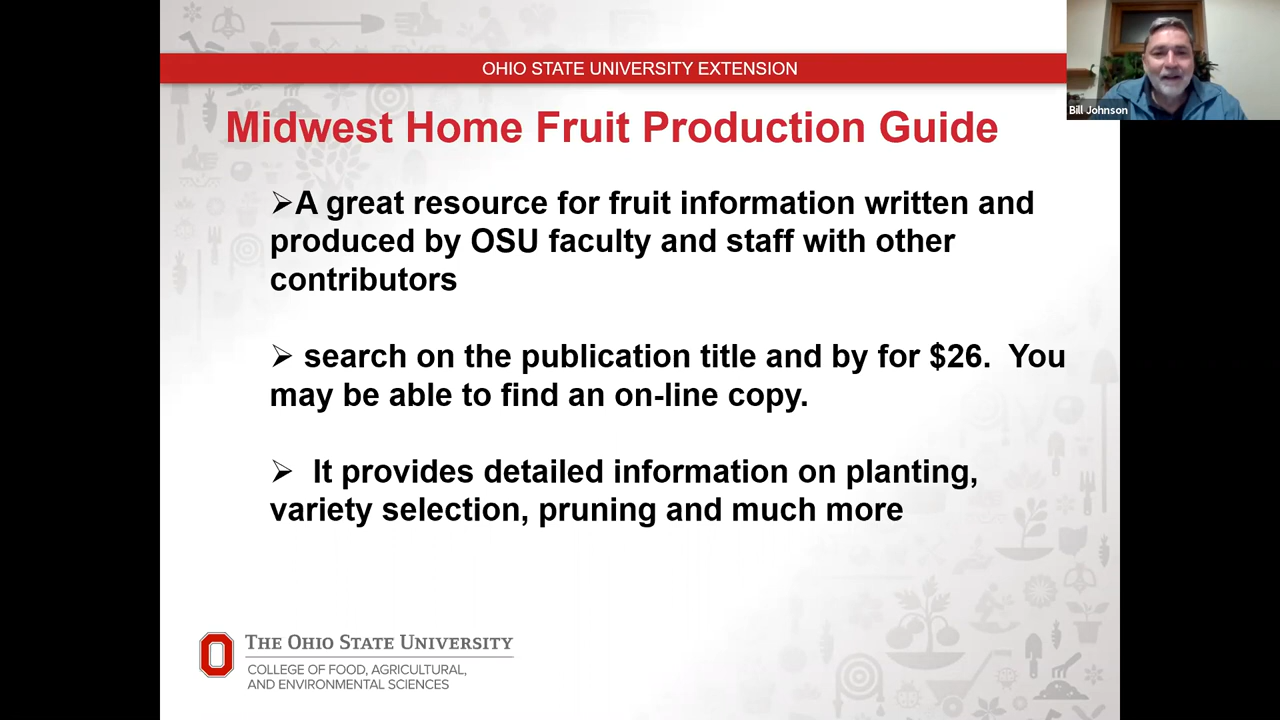 OHIO STATE UNIVERSITY EXTENSION
Bill Johnson
Midwest Home Fruit Production Guide
➢A great resource for fruit information written and
produced by OSU faculty and staff with other
contributors
➢ search on the publication title and by for $26.  You
may be able to find an on-line copy.
➢  It provides detailed information on planting,
variety selection, pruning and much more
THE OHIO STATE UNIVERSITY
COLLEGE OF FOOD, AGRICULTURAL,
AND ENVIRONMENTAL SCIENCES